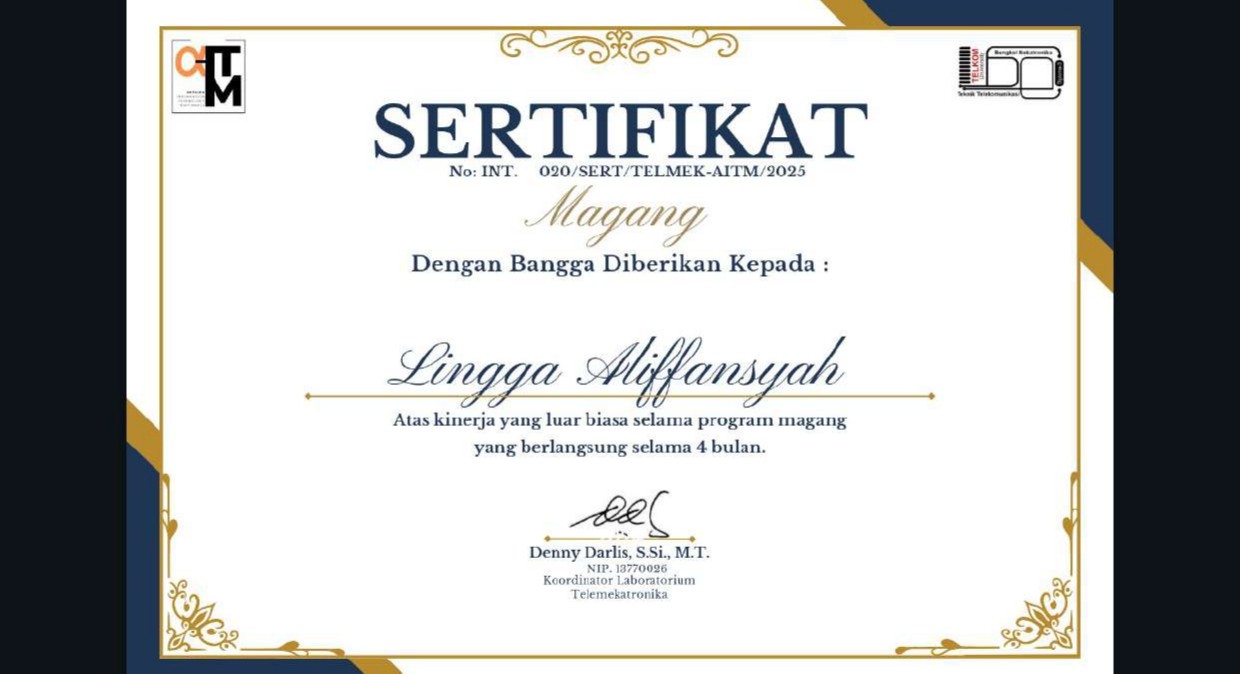 ITM
TELKOM
Bengkel Mekatronika
Teknik Telekomunikasi
SERTIFIKAT
No: INT. 020/SERT/TELMEK-AITM/2025
Magang
Dengan Bangga Diberikan Kepada :
Lingga Aliffansyah
Atas kinerja yang luar biasa selama program magang
yang berlangsung selama 4 bulan.
Denny Darlis, S.Si., M.T.
NIP. 13770026
Koordinator Laboratorium
Telemekatronika